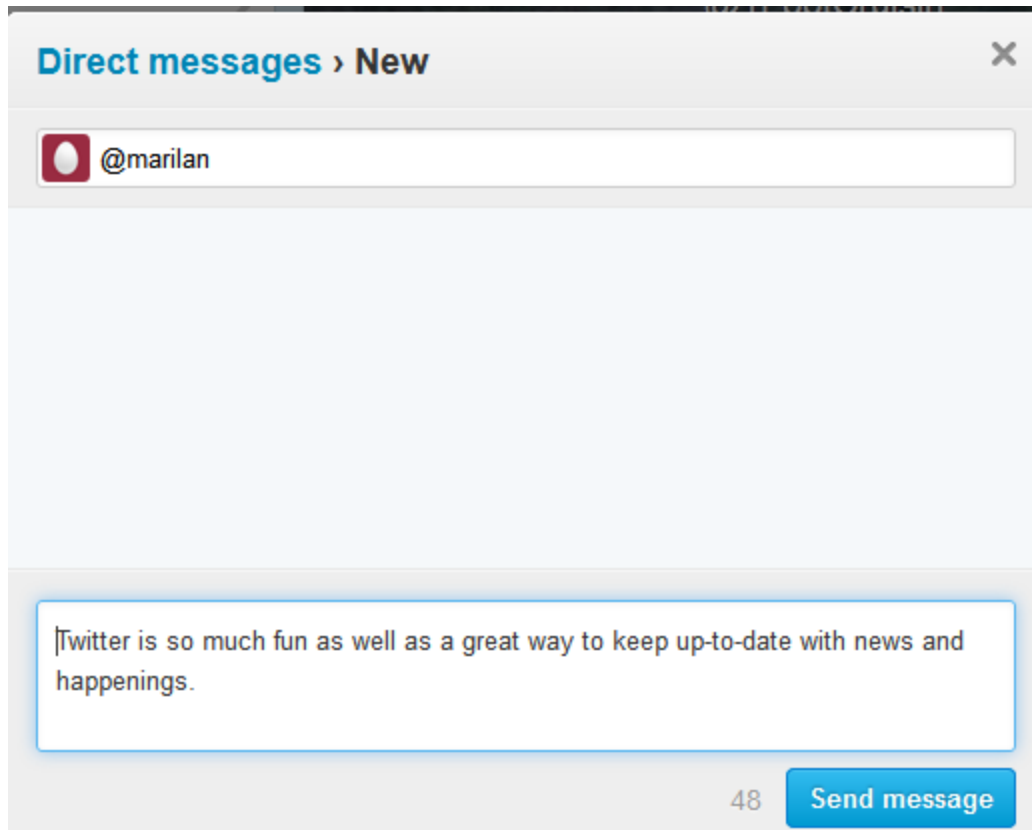 Direct messages › New
@marilan
Twitter is so much fun as well as a great way to keep up-to-date with news and
happenings.
48
Send message